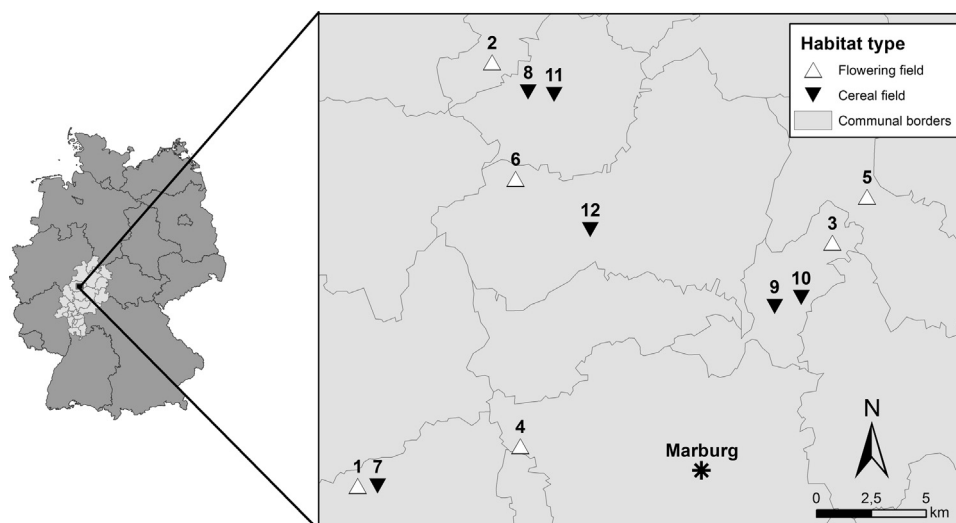 Habitat type
Flowering field
Cereal field
Communal borders
2
8 11
6
5
12
3
9 10
N
4
Marburg
1 7
0 2,5 5
km